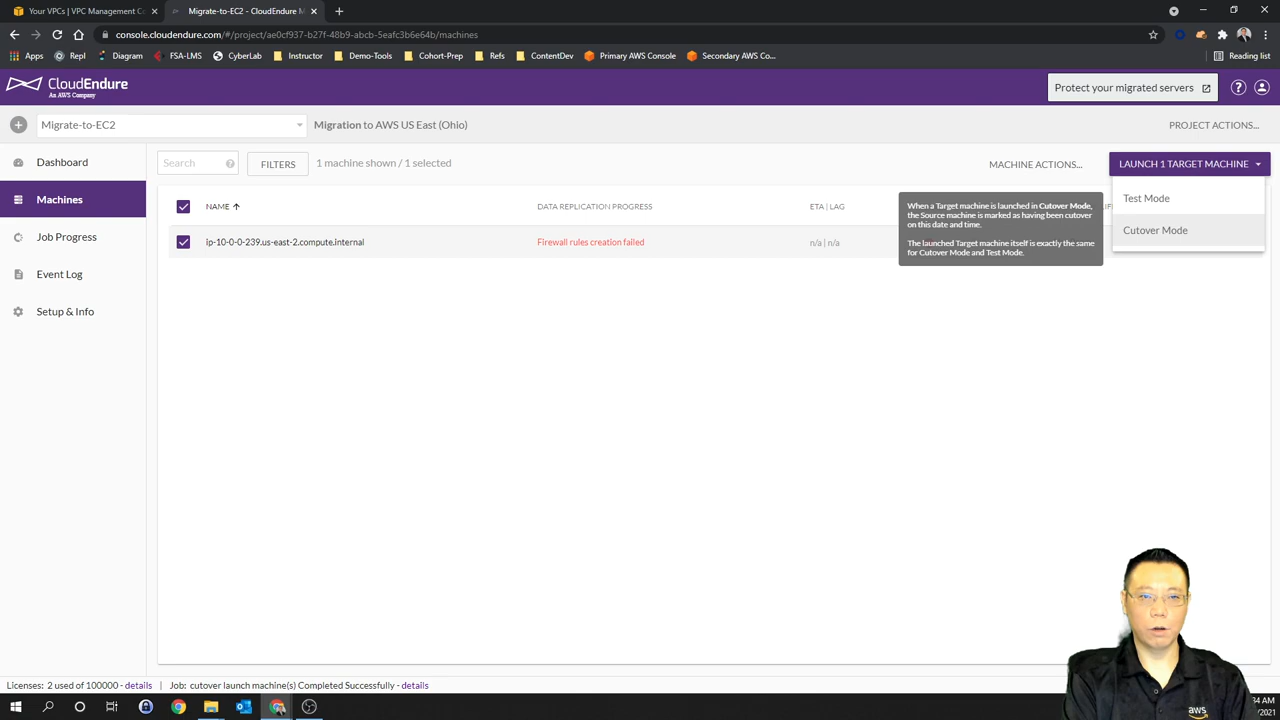 Your VPCs | VPC Management Co
Migrate-to-EC2 - CloudEndure M
console.cloudendure.com/#/project/ae0cf937-b27f-48b9-abcb-5eafc3b6e64b/machines
Apps Repl Diagram FSA-LMS CyberLab Instructor Demo-Tools Cohort-Prep Refs ContentDev Primary AWS Console Secondary AWS Co... Reading list
CloudEndure
An AWS Company
Protect your migrated servers
Migrate-to-EC2
Migration to AWS US East (Ohio)
PROJECT ACTIONS...
Dashboard
Machines
Job Progress
Event Log
Setup & Info
Search
FILTERS
1 machine shown / 1 selected
MACHINE ACTIONS...
LAUNCH 1 TARGET MACHINE
Test Mode
Cutover Mode
NAME DATA REPLICATION PROGRESS ETA | LAG
When a Target machine is launched in Cutover Mode,
the Source machine is marked as having been cutover
on this date and time.
The launched Target machine itself is exactly the same
for Cutover Mode and Test Mode.
ip-10-0-0-239.us-east-2.compute.internal Firewall rules creation failed n/a | n/a
Licenses: 2 used of 100000 - details Job: cutover launch machine(s) Completed Successfully - details
aws